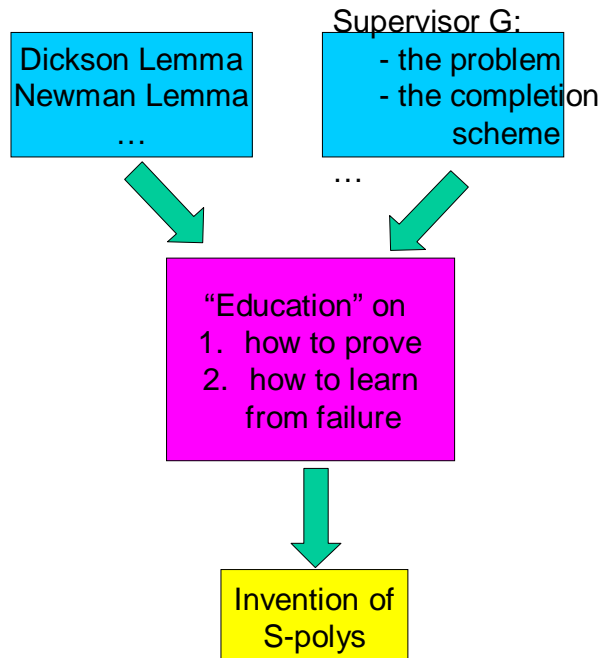 Dickson Lemma
Newman Lemma
…
Supervisor G:
- the problem
- the completion
scheme
…
“Education” on
1. how to prove
2. how to learn
from failure
Invention of
S-polys